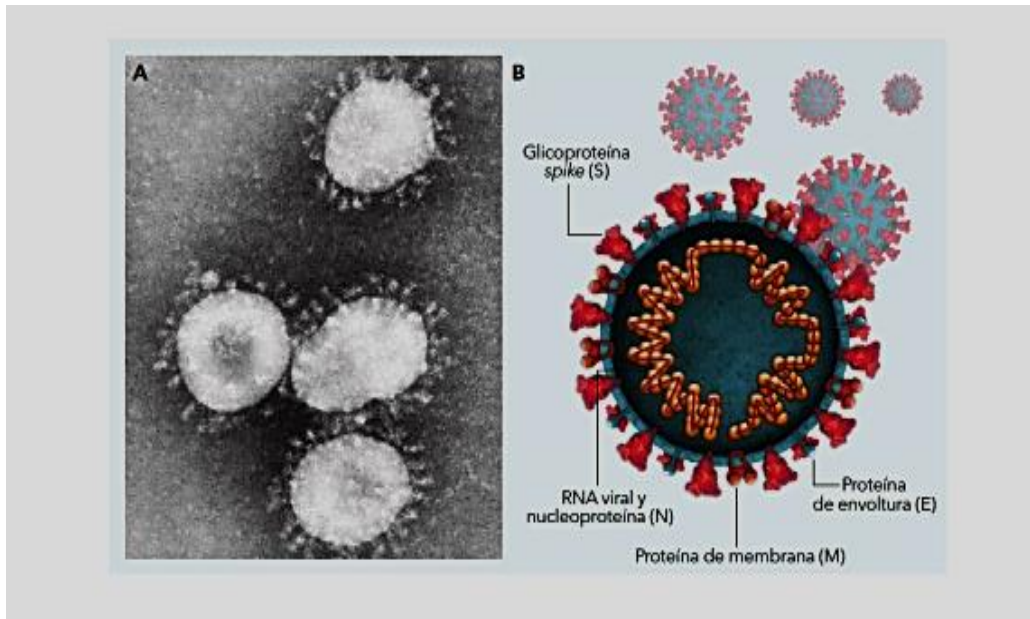 A
B
Glicoproteína
spike (S)
RNA viral y
nucleoproteína (N)
Proteína
de envoltura (E)
Proteína de membrana (M)